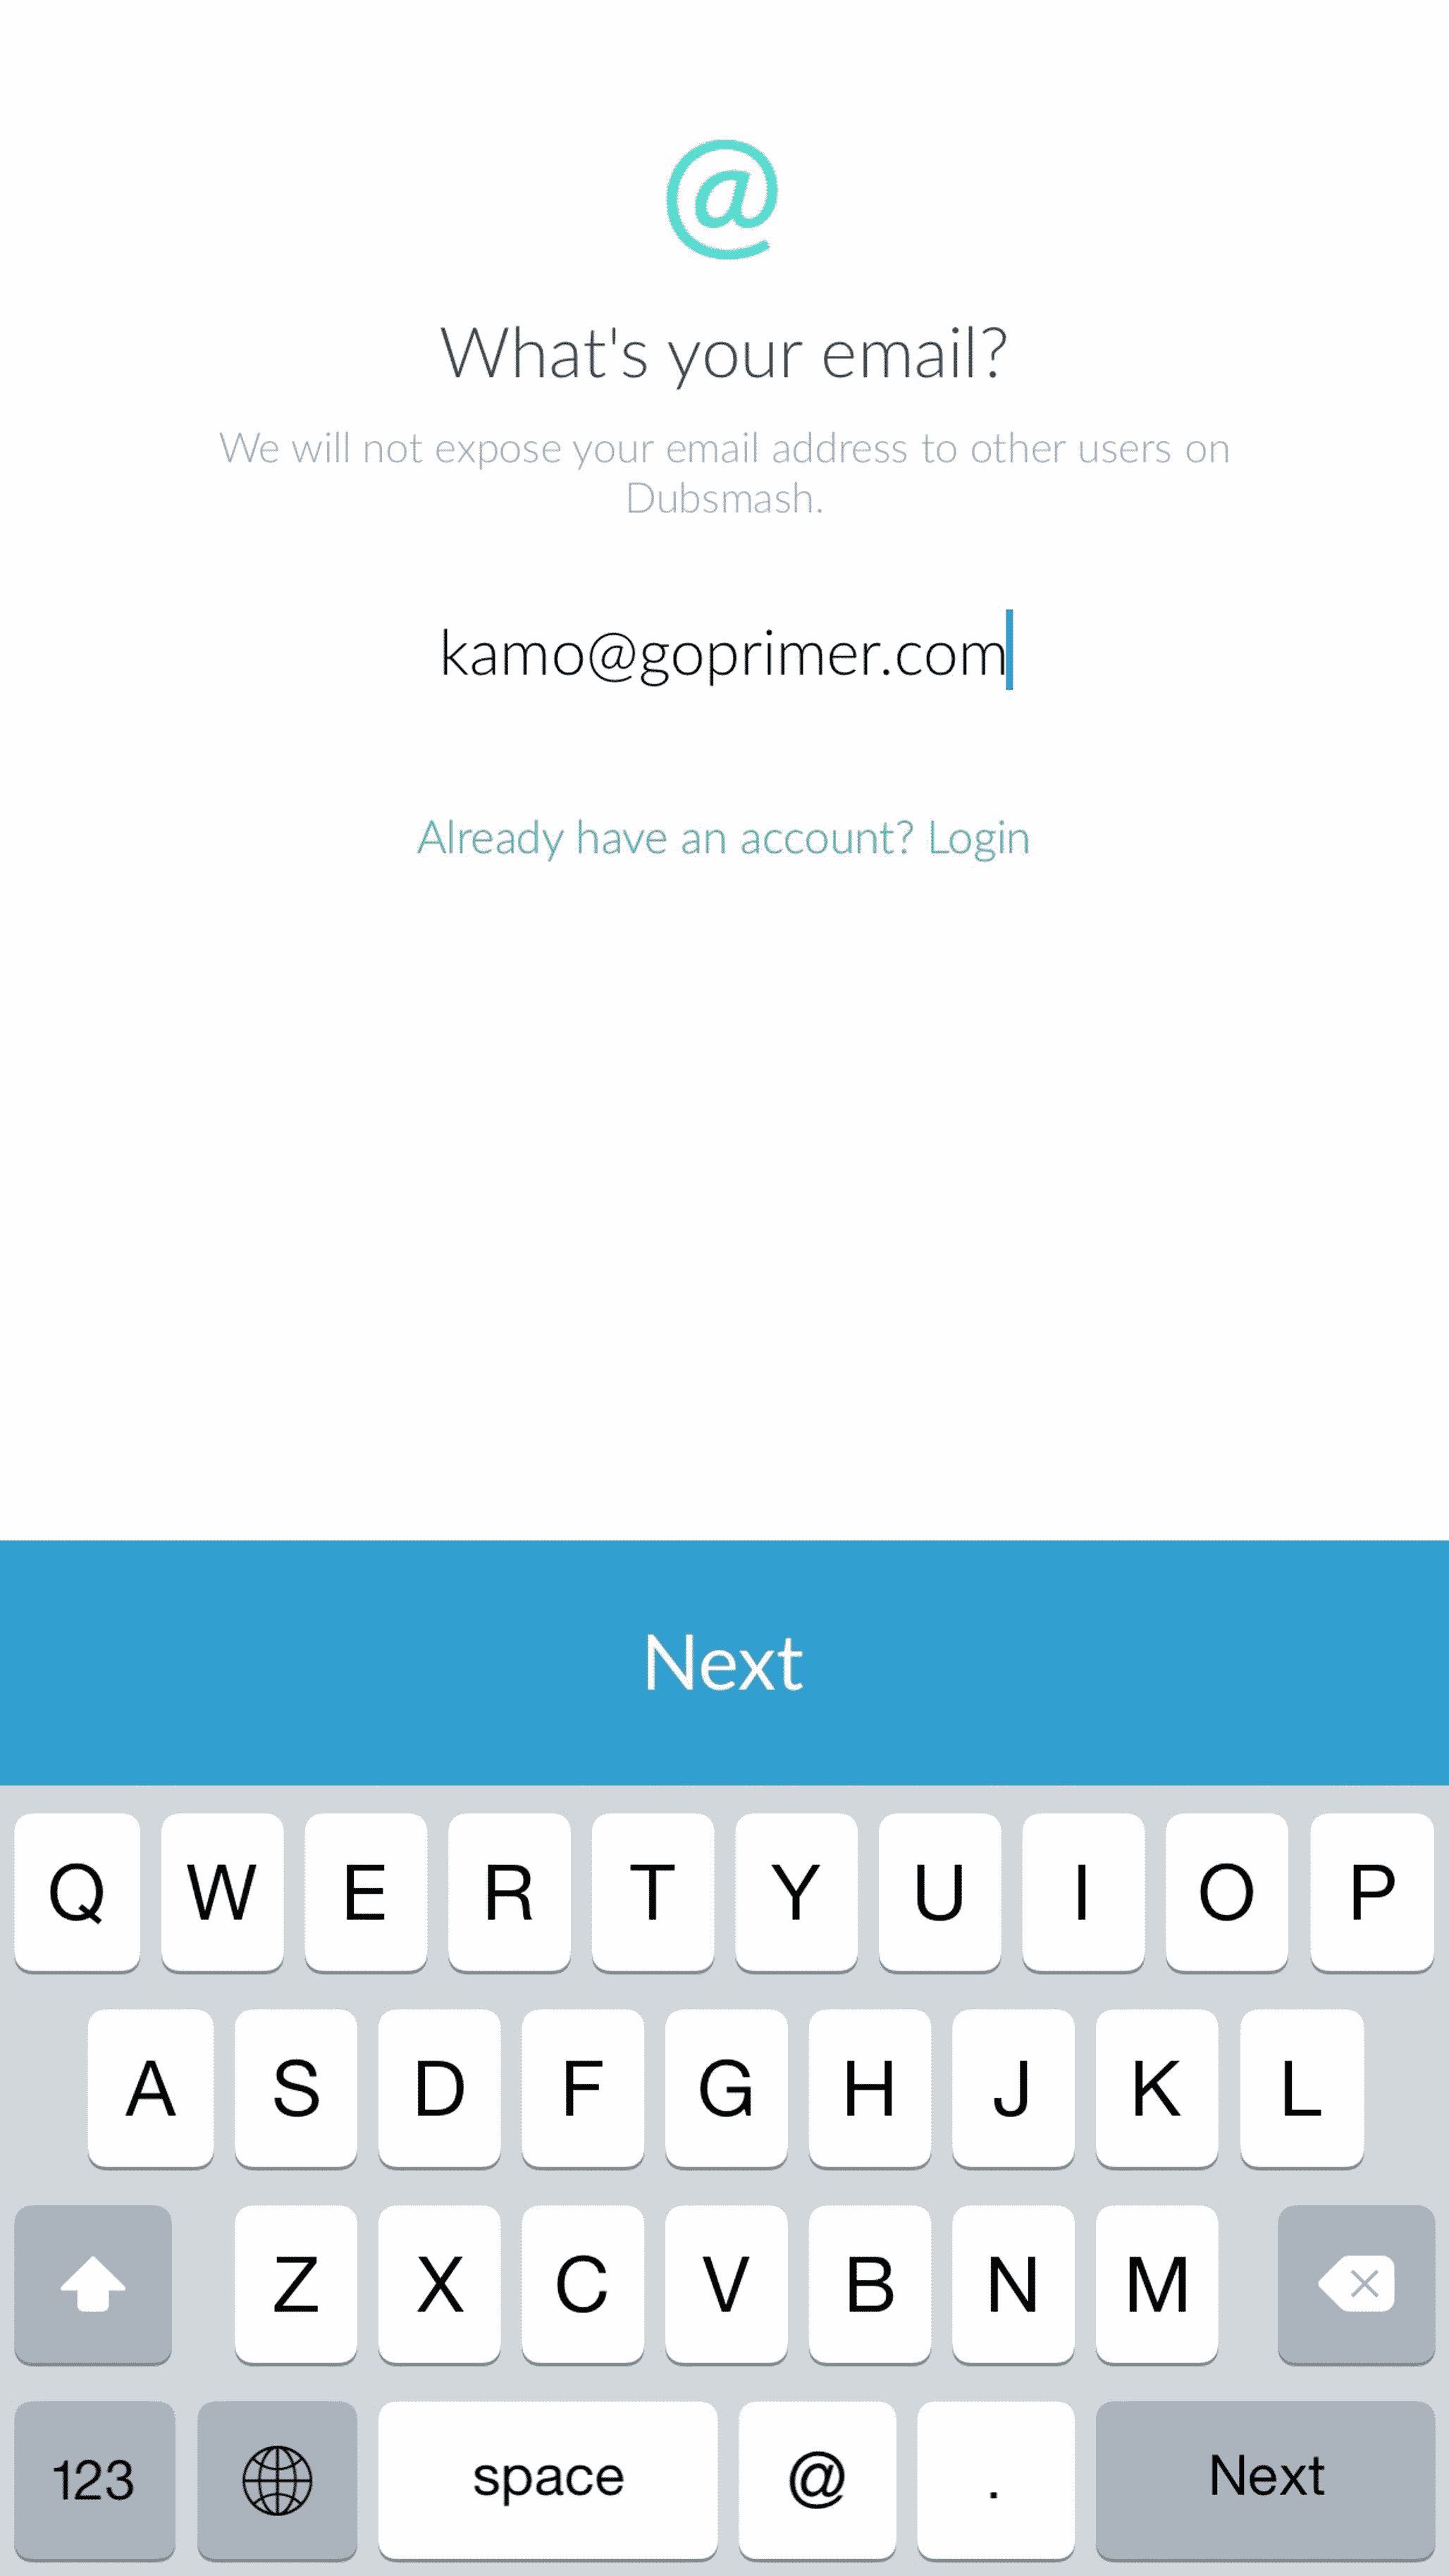 @
What's your email?
We will not expose your email address to other users on
Dubsmash.
kamo@goprimer.com
Already have an account? Login
Next
Q W E R T Y U I O P
A S D F G H J K L
Z X C V B N M
123 space @ . Next